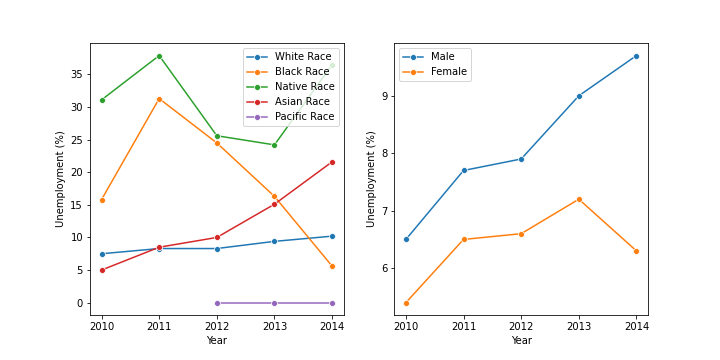 White Race
Black Race
Native Race
Asian Race
Pacific Race
Unemployment (%)
35
30
25
20
15
10
5
0
2010 2011 2012 2013 2014
Year
Male
Female
Unemployment (%)
9
8
7
6
2010 2011 2012 2013 2014
Year